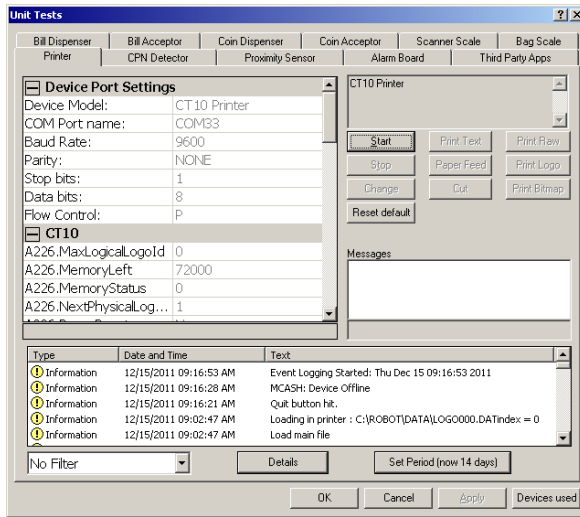 Unit Tests
Bill Dispenser Bill Acceptor Coin Dispenser Coin Acceptor Scanner Scale Bag Scale
Printer CPN Detector Proximity Sensor Alarm Board Third Party Apps
Device Port Settings
Device Model: CT10 Printer
COM Port name: COM33
Baud Rate: 9600
Parity: NONE
Stop bits: 1
Data bits: 8
Flow Control: P
CT10
A226.MaxLogicalLogoId 0
A226.MemoryLeft 72000
A226.MemoryStatus 0
A226.NextPhysicalLog... 1
CT10 Printer
Start Print Text Print Raw
Stop Paper Feed Print Logo
Change Cut Print Bitmap
Reset default
Messages
Type Date and Time Text
Information 12/15/2011 09:16:53 AM Event Logging Started: Thu Dec 15 09:16:53 2011
Information 12/15/2011 09:16:28 AM MCASH: Device Offline
Information 12/15/2011 09:16:21 AM Quit button hit.
Information 12/15/2011 09:02:47 AM Loading in printer : C:\ROBOT\DATA\LOGO000.DATindex = 0
Information 12/15/2011 09:02:47 AM Load main file
No Filter Details Set Period (now 14 days)
OK Cancel Apply Devices used